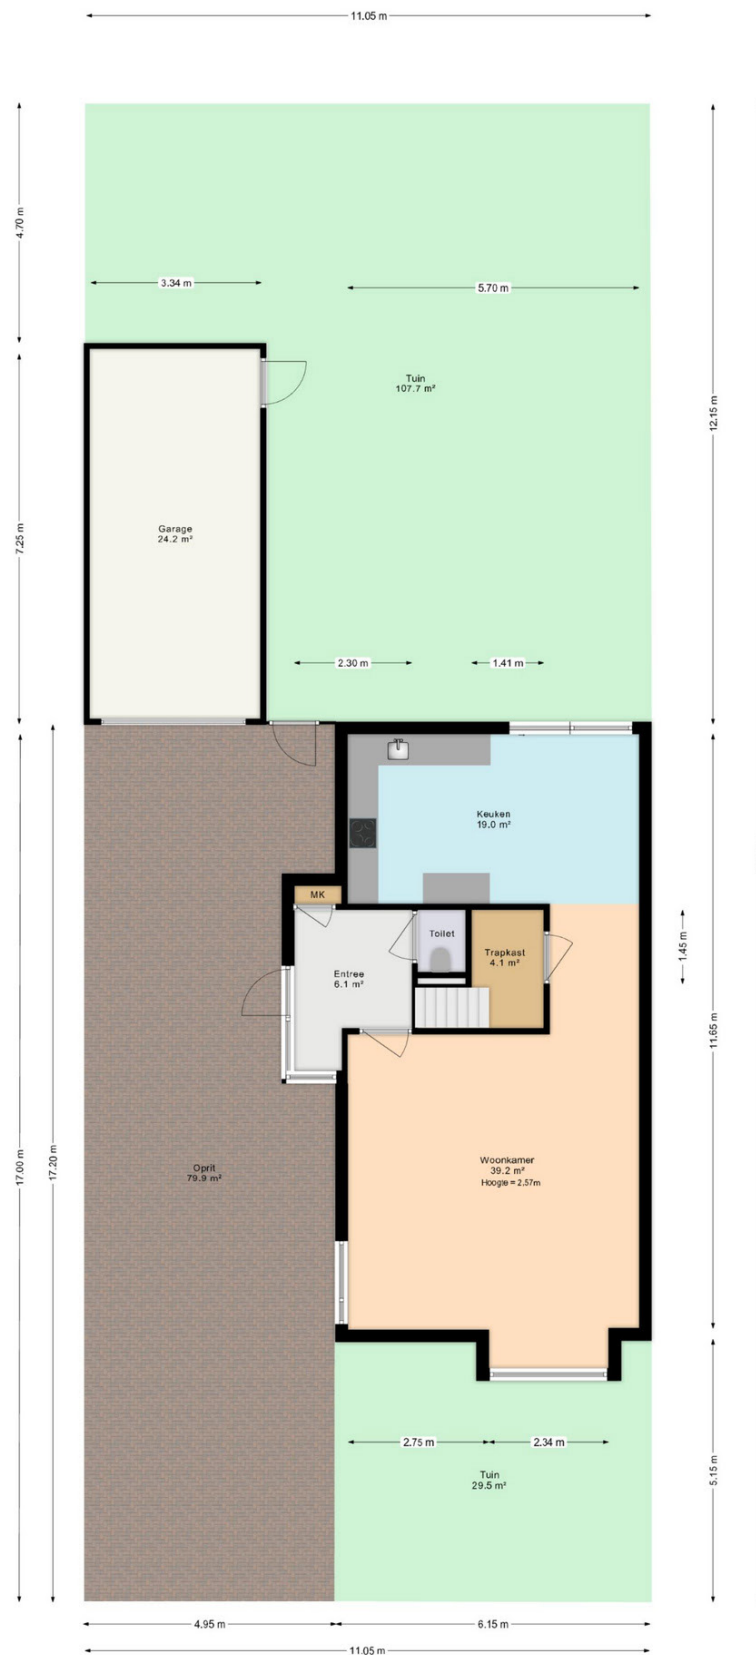 11.05 m
4.70 m
3.34 m
5.70 m
Tuin
107.7 m²
12.15 m
7.25 m
Garage
24.2 m²
2.30 m
1.41 m
Keuken
19.0 m²
MK
Toilet
Trapkast
4.1 m²
1.45 m
Entree
6.1 m²
11.65 m
17.00 m
17.20 m
Oprit
79.9 m²
Woonkamer
39.2 m²
Hoogte = 2.57m
2.75 m
2.34 m
Tuin
29.5 m²
5.15 m
4.95 m
6.15 m
11.05 m